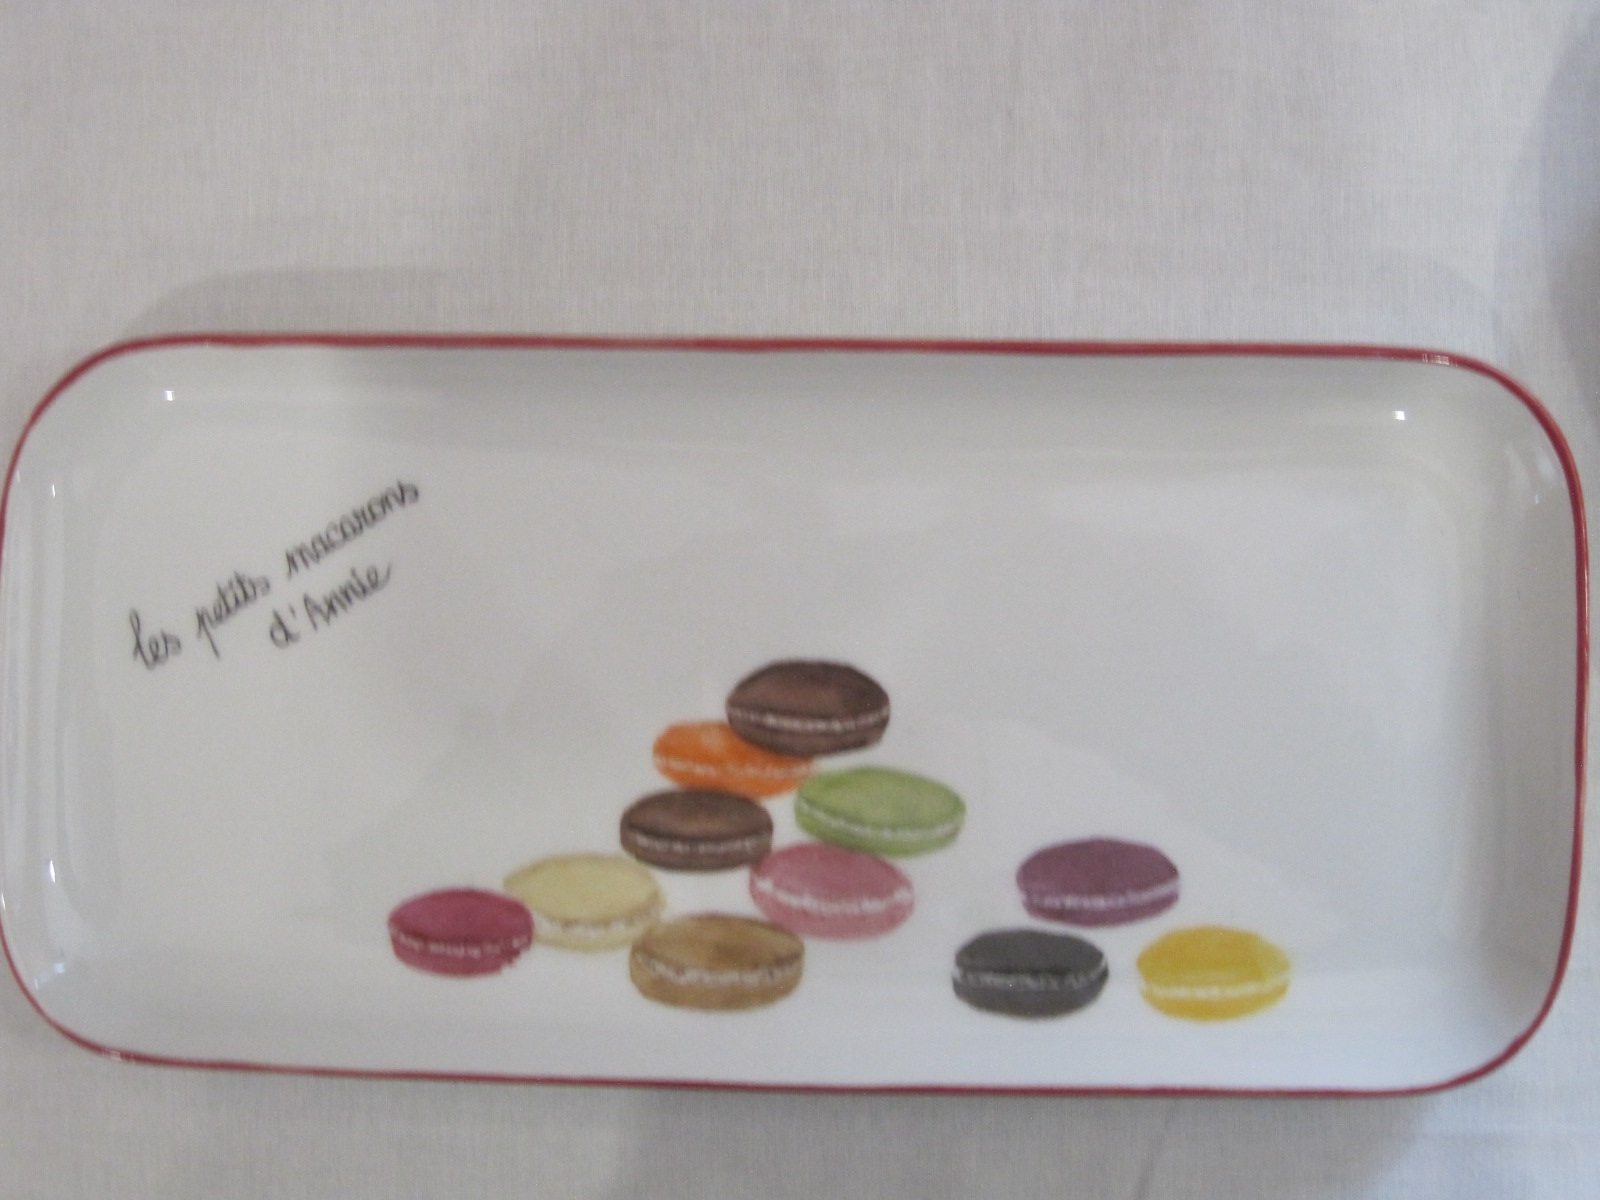 les petits macarons
d'Annie